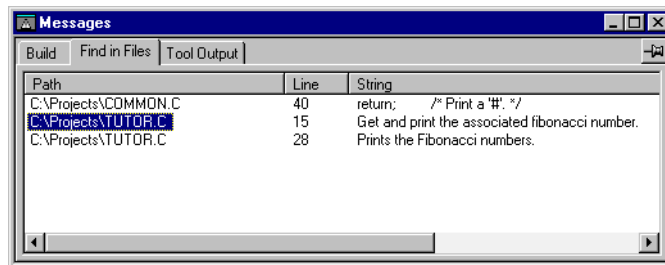 Messages
Build Find in Files Tool Output
Path Line String
C:\Projects\COMMON.C 40 return; /* Print a '#'. */
C:\Projects\TUTOR.C 15 Get and print the associated fibonacci number.
C:\Projects\TUTOR.C 28 Prints the Fibonacci numbers.